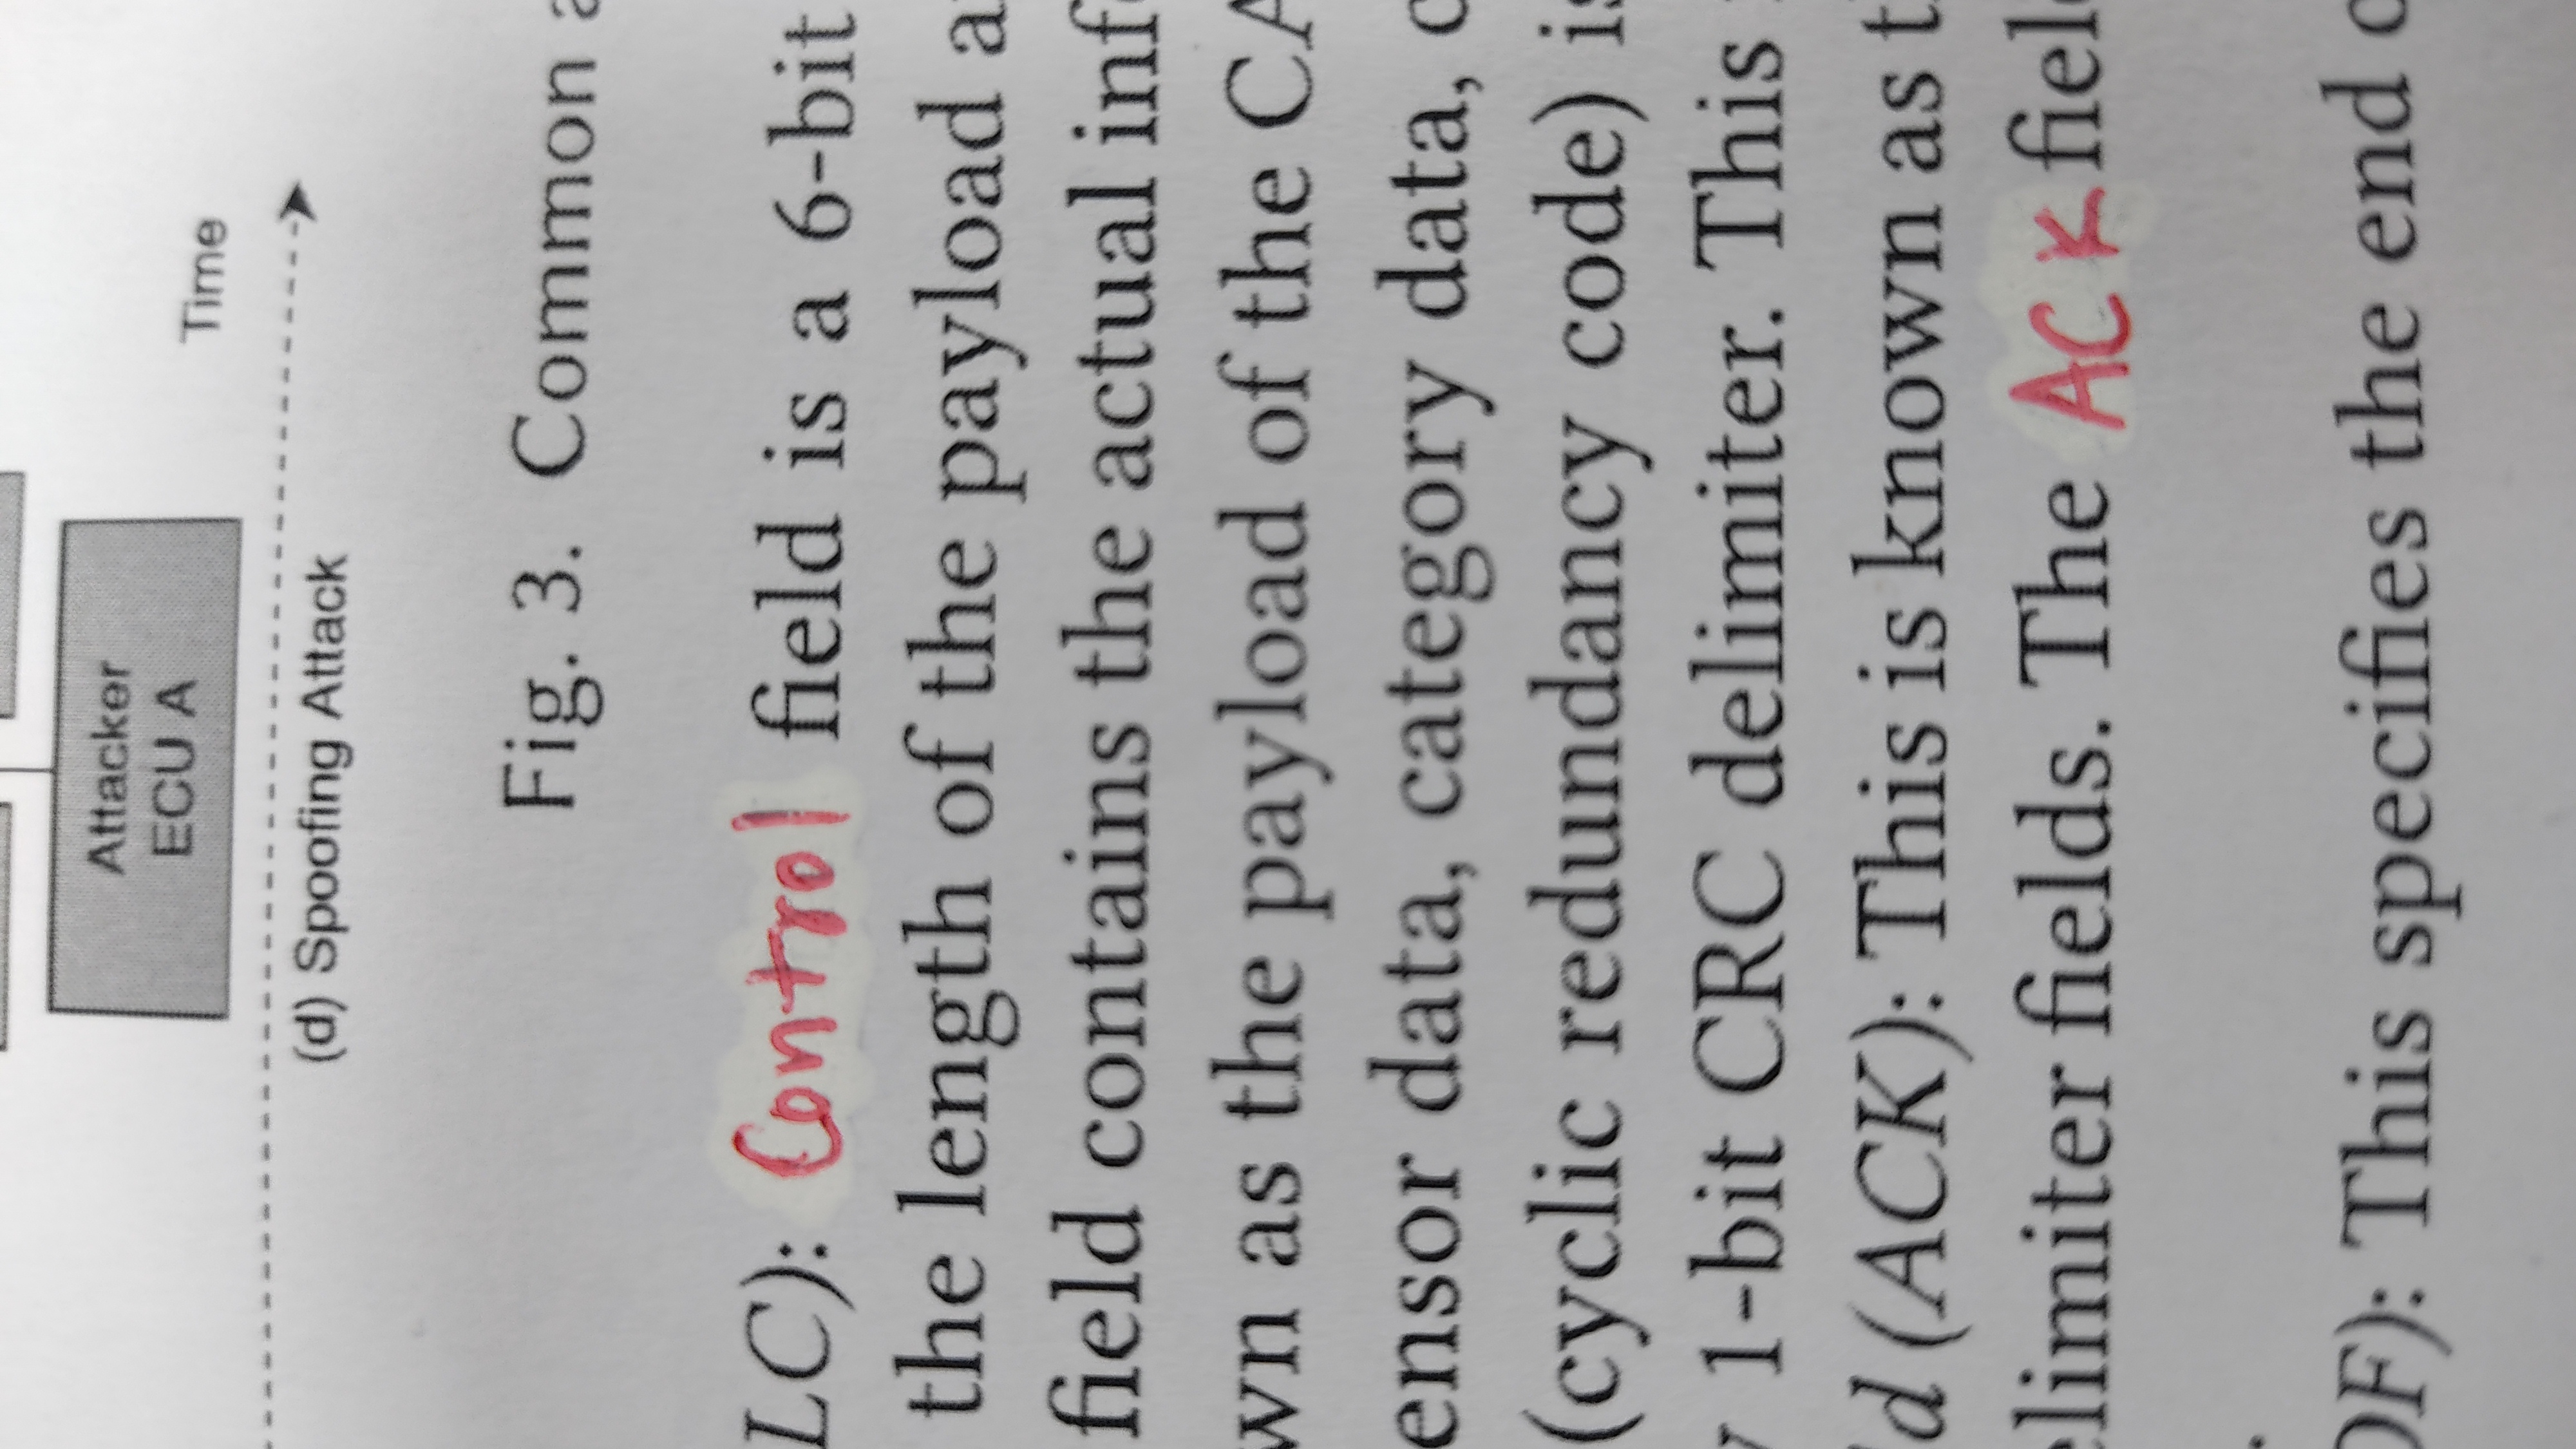 Attacker
ECU A
Time
(d) Spoofing Attack
Fig. 3. Common a
LC): Control field is a 6-bit
the length of the payload a
field contains the actual inf
wn as the payload of the CA
ensor data, category data, c
(cyclic redundancy code) is
y 1-bit CRC delimiter. This
ld (ACK): This is known as t
elimiter fields. The ACK fiel
.
OF): This specifies the end o